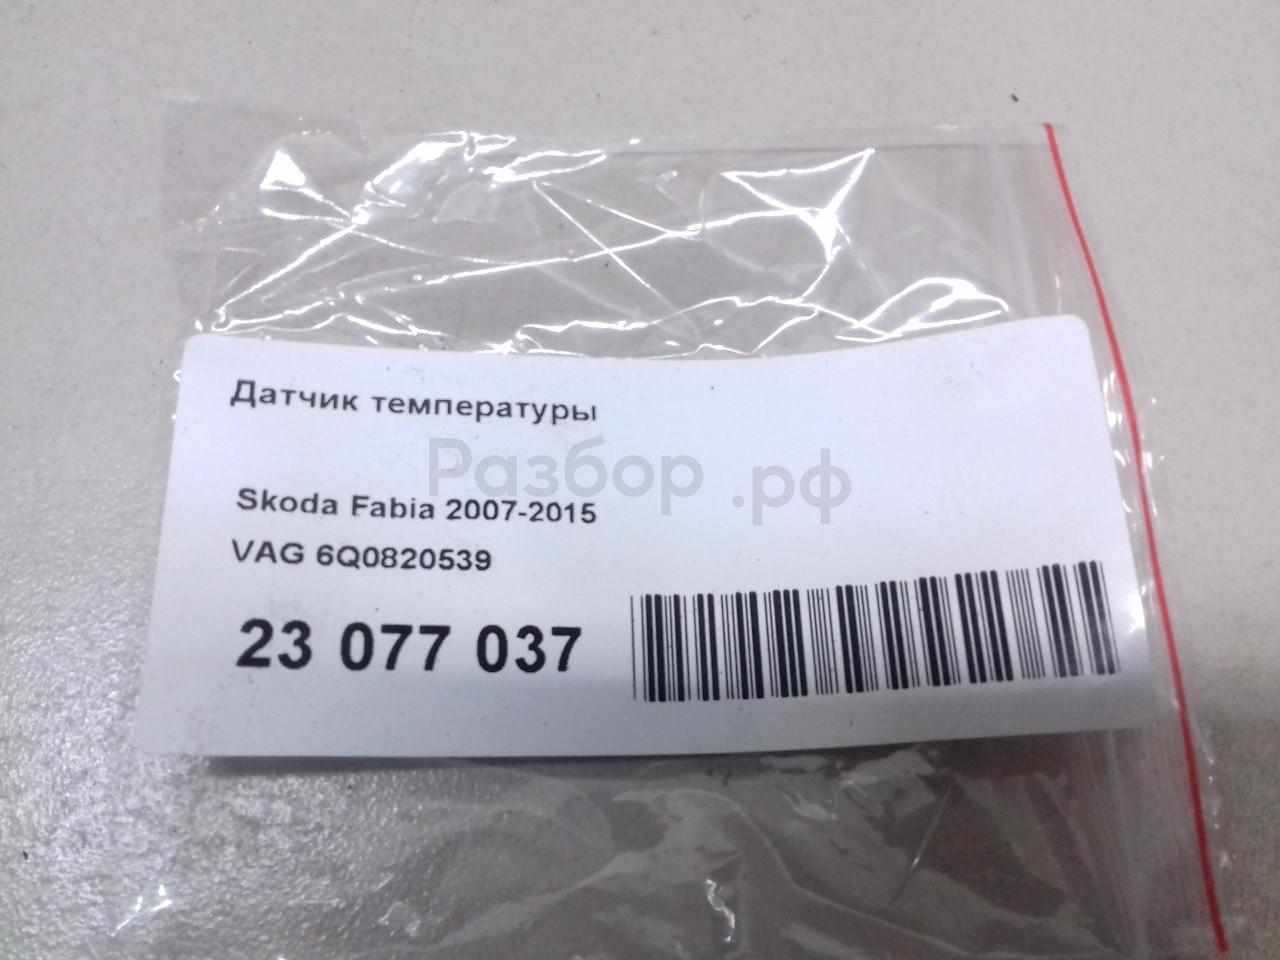 Датчик температуры
Разбор.рф
Skoda Fabia 2007-2015
VAG 6Q0820539
23 077 037